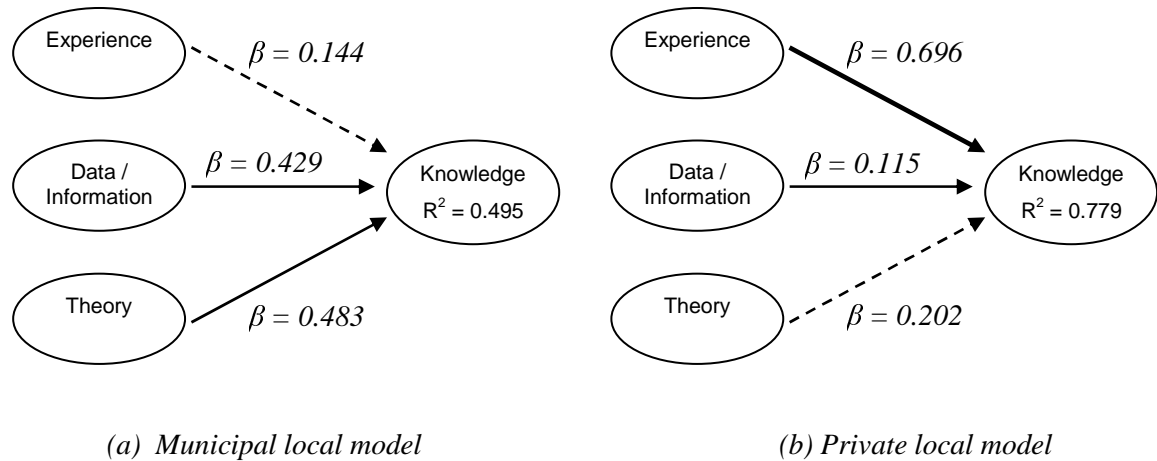 Experience
β = 0.144
Data /
Information
β = 0.429
Knowledge
R² = 0.495
Theory
β = 0.483
(a) Municipal local model
Experience
β = 0.696
Data /
Information
β = 0.115
Knowledge
R² = 0.779
Theory
β = 0.202
(b) Private local model